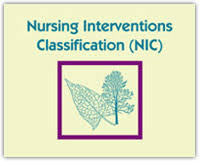 Nursing Interventions
Classification (NIC)